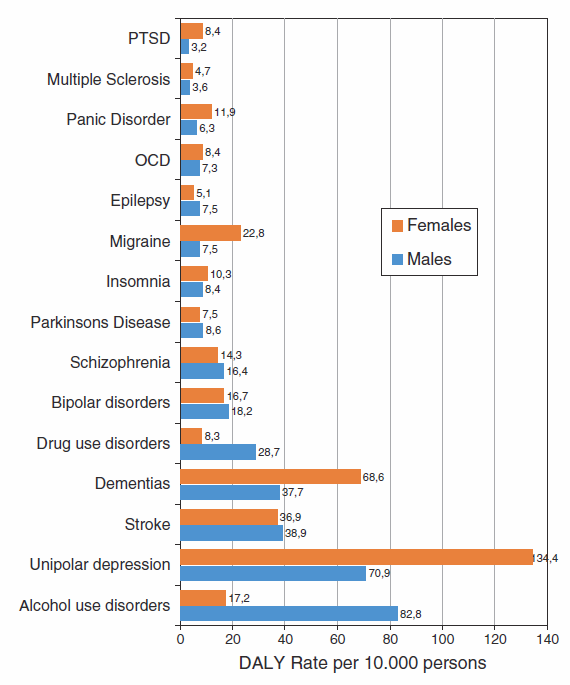 PTSD
8,4
3,2
Multiple Sclerosis
4,7
3,6
Panic Disorder
11,9
6,3
OCD
8,4
7,3
Epilepsy
5,1
7,5
Migraine
22,8
7,5
Insomnia
10,3
8,4
Parkinsons Disease
7,5
8,6
Schizophrenia
14,3
16,4
Bipolar disorders
16,7
18,2
Drug use disorders
8,3
28,7
Dementias
68,6
37,7
Stroke
36,9
38,9
Unipolar depression
134,4
70,9
Alcohol use disorders
17,2
82,8
Females
Males
0 20 40 60 80 100 120 140
DALY Rate per 10.000 persons